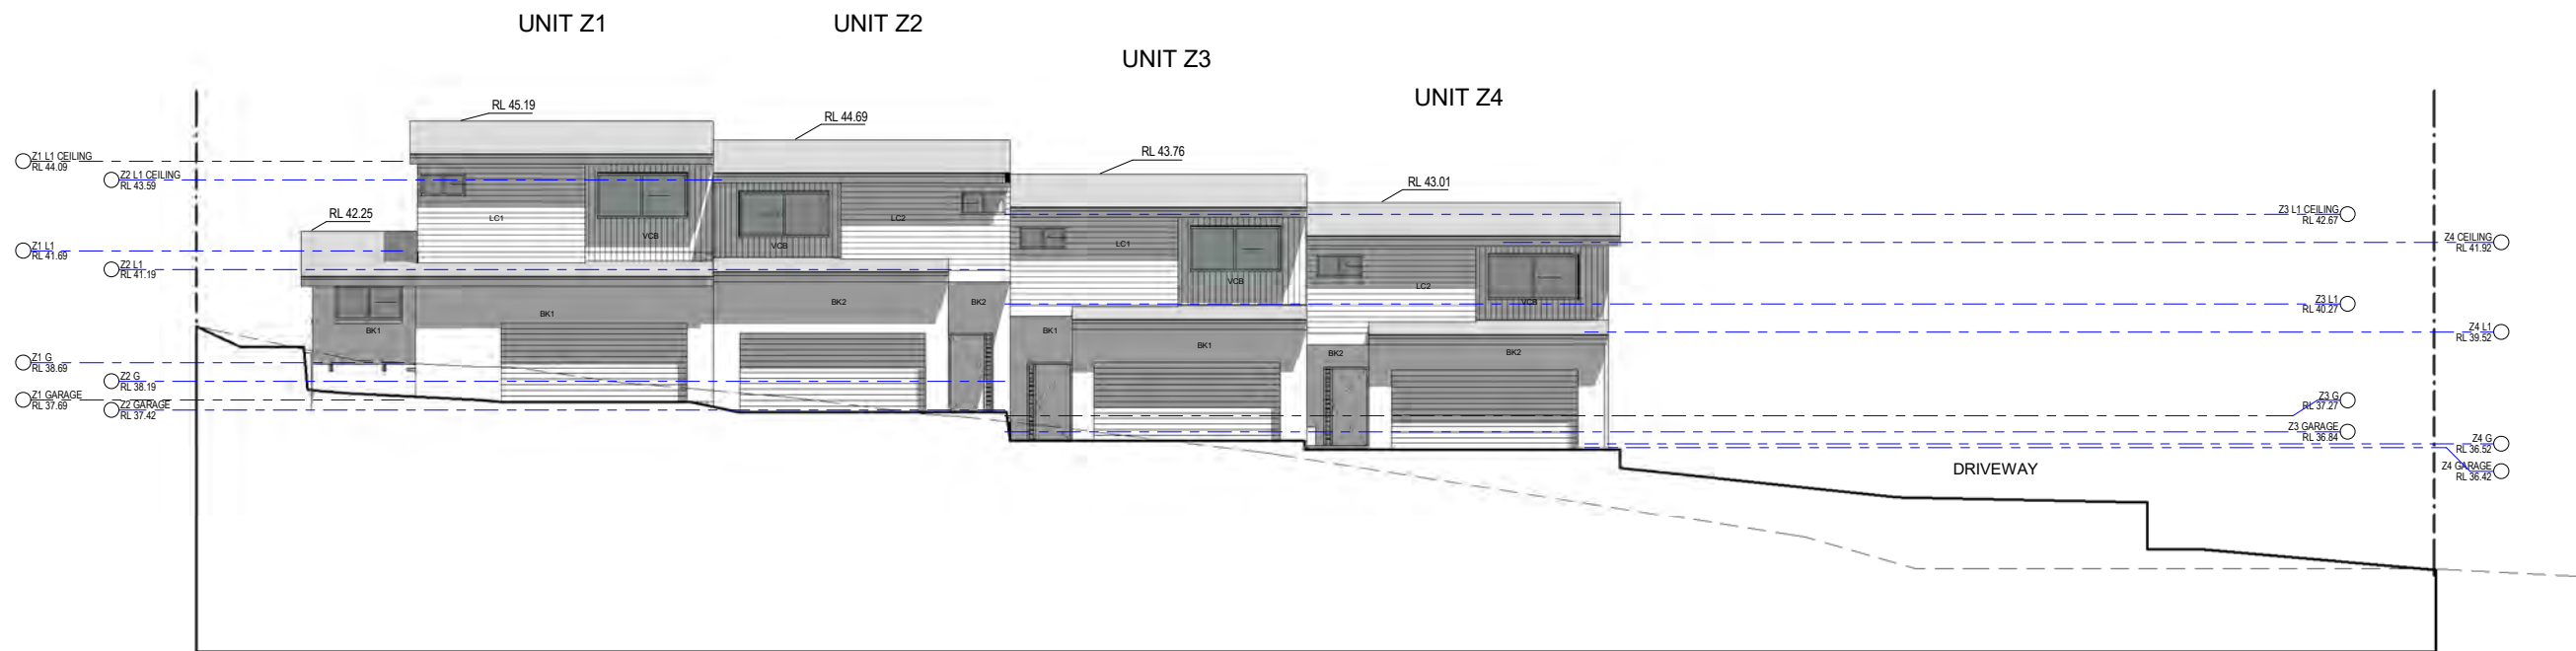 UNIT Z1
UNIT Z2
UNIT Z3
UNIT Z4
RL 45.19
RL 44.69
RL 43.76
RL 43.01
RL 42.25
Z1 L1 CEILING
RL 44.09
Z2 L1 CEILING
RL 43.59
Z1 L1
RL 41.69
Z2 L1
RL 41.19
Z1 G
RL 38.69
Z2 G
RL 38.19
Z1 GARAGE
RL 37.69
Z2 GARAGE
RL 37.42
LC1
VCB
BK1
BK1
VCB
LC2
BK2
BK2
LC1
VCB
BK1
BK1
LC2
VCB
BK2
BK2
Z3 L1 CEILING
RL 42.67
Z4 CEILING
RL 41.92
Z3 L1
RL 40.27
Z4 L1
RL 39.52
Z3 G
RL 37.27
Z3 GARAGE
RL 36.84
Z4 G
RL 36.52
Z4 GARAGE
RL 36.42
DRIVEWAY